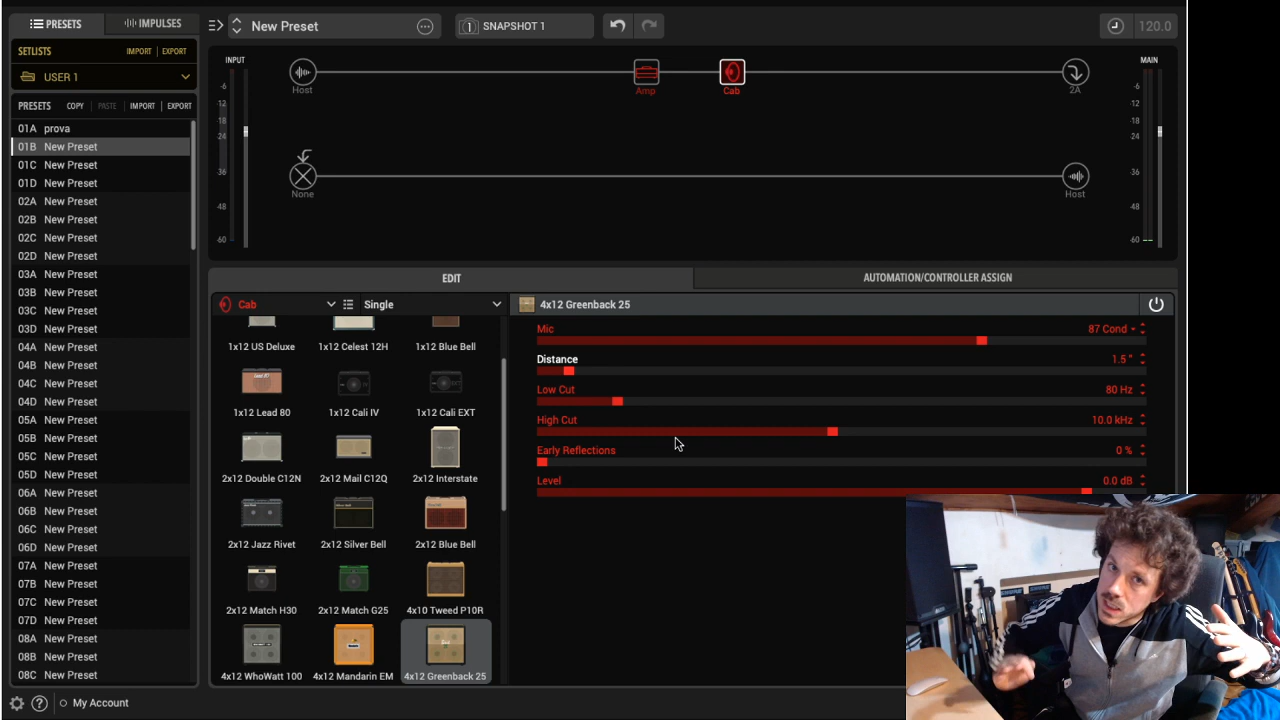 PRESETS
IMPULSES
SETLISTS
IMPORT | EXPORT
USER 1
PRESETS
COPY
PASTE
IMPORT
EXPORT
01A prova
01B New Preset
01C New Preset
01D New Preset
02A New Preset
02B New Preset
02C New Preset
02D New Preset
03A New Preset
03B New Preset
03C New Preset
03D New Preset
04A New Preset
04B New Preset
04C New Preset
04D New Preset
05A New Preset
05B New Preset
05C New Preset
05D New Preset
06A New Preset
06B New Preset
06C New Preset
06D New Preset
07A New Preset
07B New Preset
07C New Preset
07D New Preset
08A New Preset
08B New Preset
08C New Preset
My Account
New Preset
1 SNAPSHOT 1
120.0
INPUT
-6
-12
-18
-24
-36
-48
-60
Host
Amp
Cab
2A
None
Host
MAIN
-6
-12
-18
-24
-36
-48
-60
EDIT
AUTOMATION/CONTROLLER ASSIGN
Cab
Single
1x12 US Deluxe
1x12 Celest 12H
1x12 Blue Bell
1x12 Lead 80
1x12 Cali IV
1x12 Cali EXT
2x12 Double C12N
2x12 Mail C12Q
2x12 Interstate
2x12 Jazz Rivet
2x12 Silver Bell
2x12 Blue Bell
2x12 Match H30
2x12 Match G25
4x10 Tweed P10R
4x12 WhoWatt 100
4x12 Mandarin EM
4x12 Greenback 25
4x12 Greenback 25
Mic
87 Cond
Distance
1.5 "
Low Cut
80 Hz
High Cut
10.0 kHz
Early Reflections
0 %
Level
0.0 dB